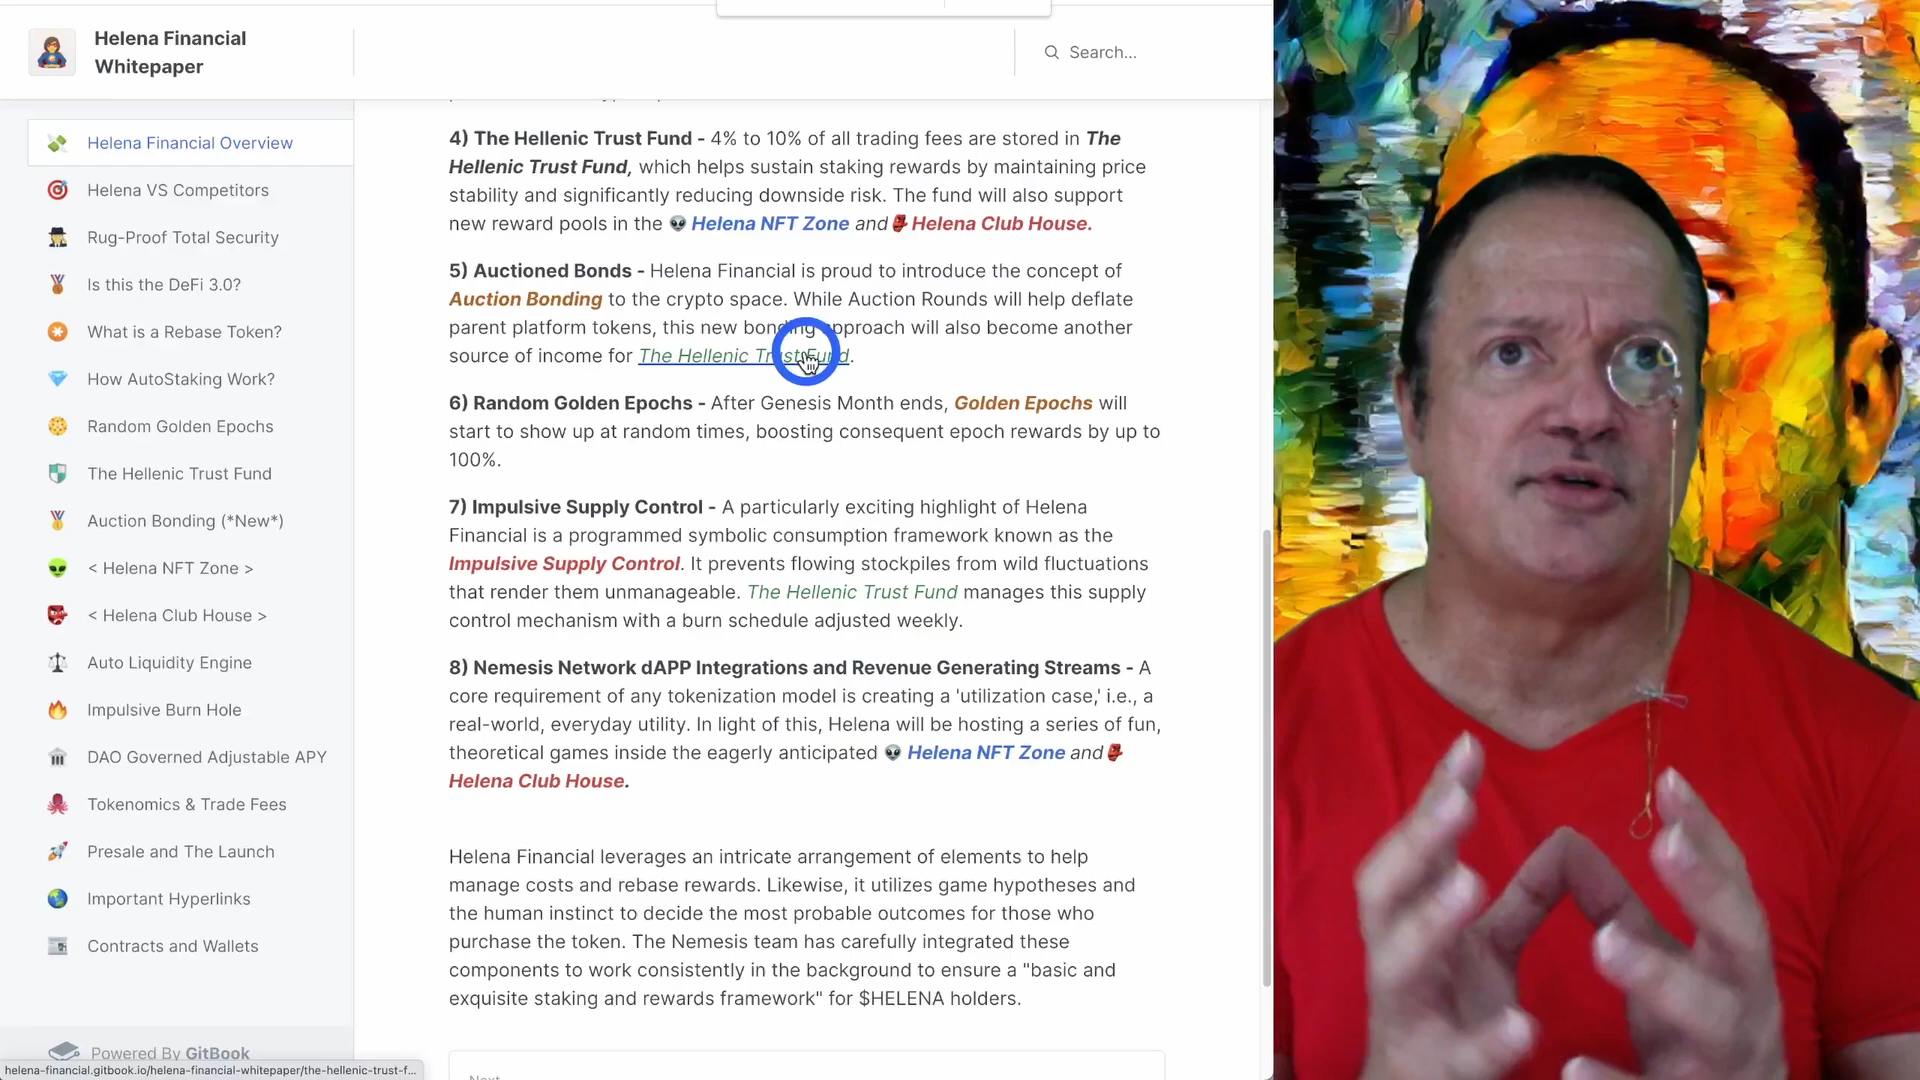 Helena Financial
Whitepaper
Search...
Helena Financial Overview
Helena VS Competitors
Rug-Proof Total Security
Is this the DeFi 3.0?
What is a Rebase Token?
How AutoStaking Work?
Random Golden Epochs
The Hellenic Trust Fund
Auction Bonding (*New*)
< Helena NFT Zone >
< Helena Club House >
Auto Liquidity Engine
Impulsive Burn Hole
DAO Governed Adjustable APY
Tokenomics & Trade Fees
Presale and The Launch
Important Hyperlinks
Contracts and Wallets
Powered By GitBook
helena-financial.gitbook.io/helena-financial-whitepaper/the-hellenic-trust-f...
4) The Hellenic Trust Fund - 4% to 10% of all trading fees are stored in The
Hellenic Trust Fund, which helps sustain staking rewards by maintaining price
stability and significantly reducing downside risk. The fund will also support
new reward pools in the 👽 Helena NFT Zone and 👺 Helena Club House.
5) Auctioned Bonds - Helena Financial is proud to introduce the concept of
Auction Bonding to the crypto space. While Auction Rounds will help deflate
parent platform tokens, this new bonding approach will also become another
source of income for The Hellenic Trust Fund.
6) Random Golden Epochs - After Genesis Month ends, Golden Epochs will
start to show up at random times, boosting consequent epoch rewards by up to
100%.
7) Impulsive Supply Control - A particularly exciting highlight of Helena
Financial is a programmed symbolic consumption framework known as the
Impulsive Supply Control. It prevents flowing stockpiles from wild fluctuations
that render them unmanageable. The Hellenic Trust Fund manages this supply
control mechanism with a burn schedule adjusted weekly.
8) Nemesis Network dAPP Integrations and Revenue Generating Streams - A
core requirement of any tokenization model is creating a 'utilization case,' i.e., a
real-world, everyday utility. In light of this, Helena will be hosting a series of fun,
theoretical games inside the eagerly anticipated 👽 Helena NFT Zone and 👺
Helena Club House.
Helena Financial leverages an intricate arrangement of elements to help
manage costs and rebase rewards. Likewise, it utilizes game hypotheses and
the human instinct to decide the most probable outcomes for those who
purchase the token. The Nemesis team has carefully integrated these
components to work consistently in the background to ensure a "basic and
exquisite staking and rewards framework" for $HELENA holders.